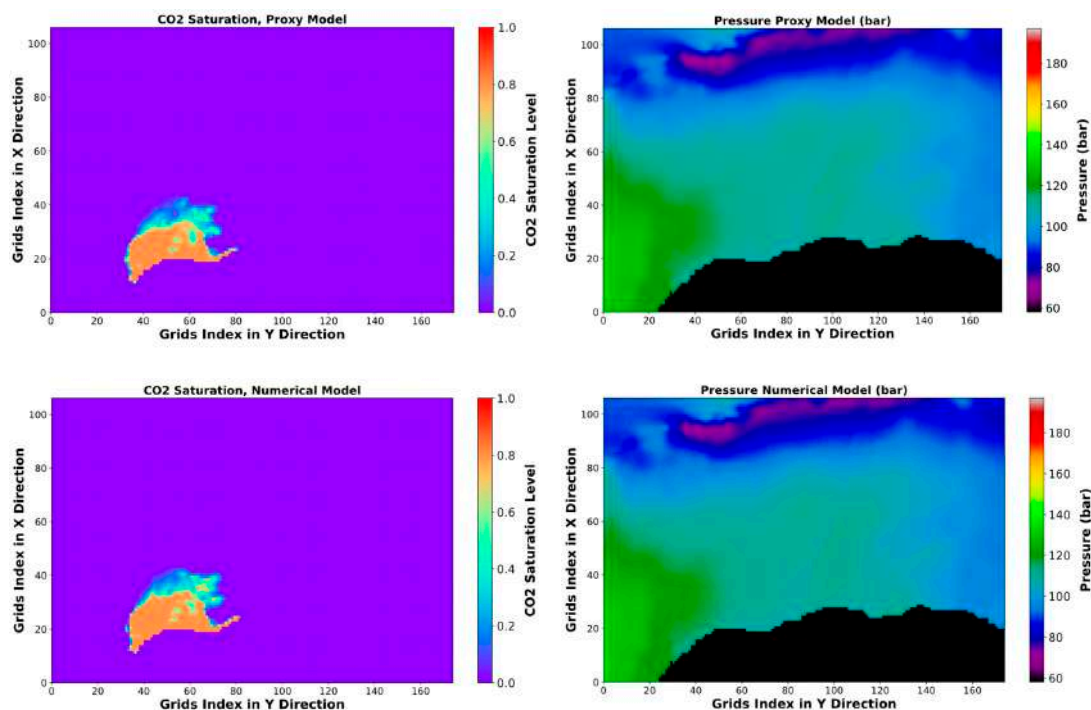 CO2 Saturation, Proxy Model
Grids Index in X Direction
100
80
60
40
20
0
0 20 40 60 80 100 120 140 160
Grids Index in Y Direction
1.0
0.8
0.6
0.4
0.2
0.0
CO2 Saturation Level
Pressure Proxy Model (bar)
Grids Index in X Direction
100
80
60
40
20
0
0 20 40 60 80 100 120 140 160
Grids Index in Y Direction
180
160
140
120
100
80
60
Pressure (bar)
CO2 Saturation, Numerical Model
Grids Index in X Direction
100
80
60
40
20
0
0 20 40 60 80 100 120 140 160
Grids Index in Y Direction
1.0
0.8
0.6
0.4
0.2
0.0
CO2 Saturation Level
Pressure Numerical Model (bar)
Grids Index in X Direction
100
80
60
40
20
0
0 20 40 60 80 100 120 140 160
Grids Index in Y Direction
180
160
140
120
100
80
60
Pressure (bar)